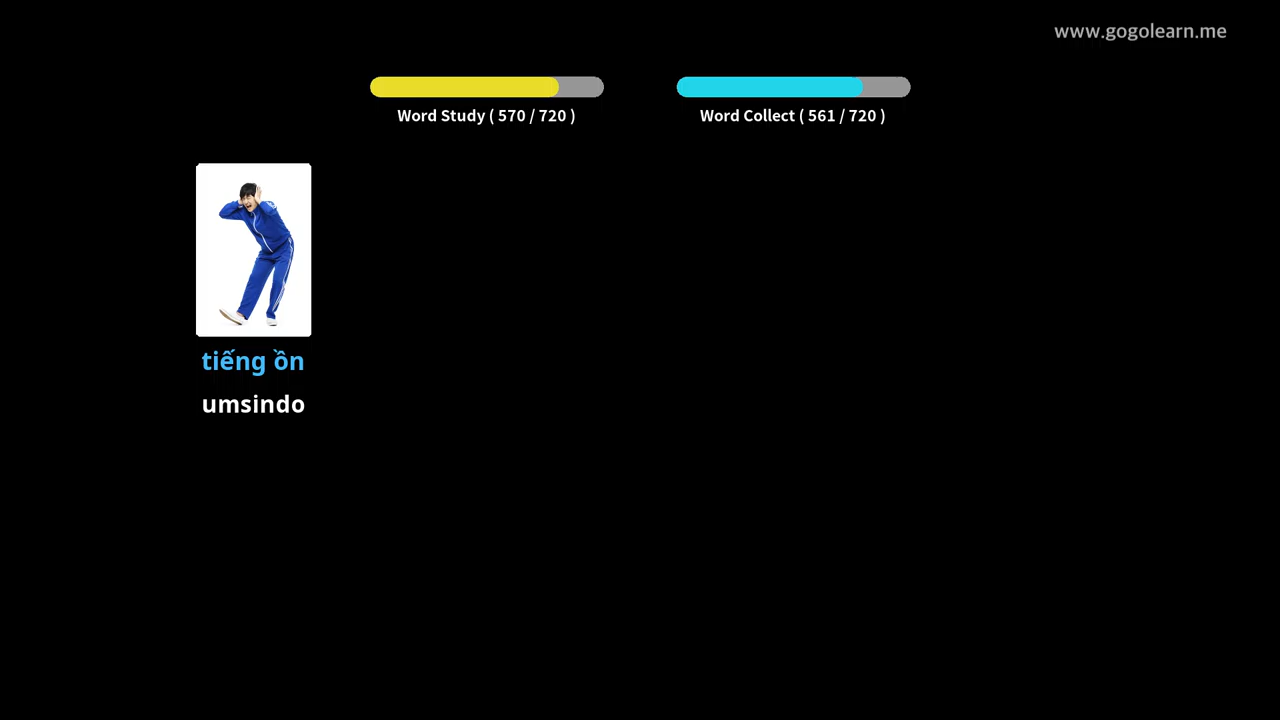 www.gogolearn.me
Word Study ( 570 / 720 )
Word Collect ( 561 / 720 )
tiếng ồn
umsindo